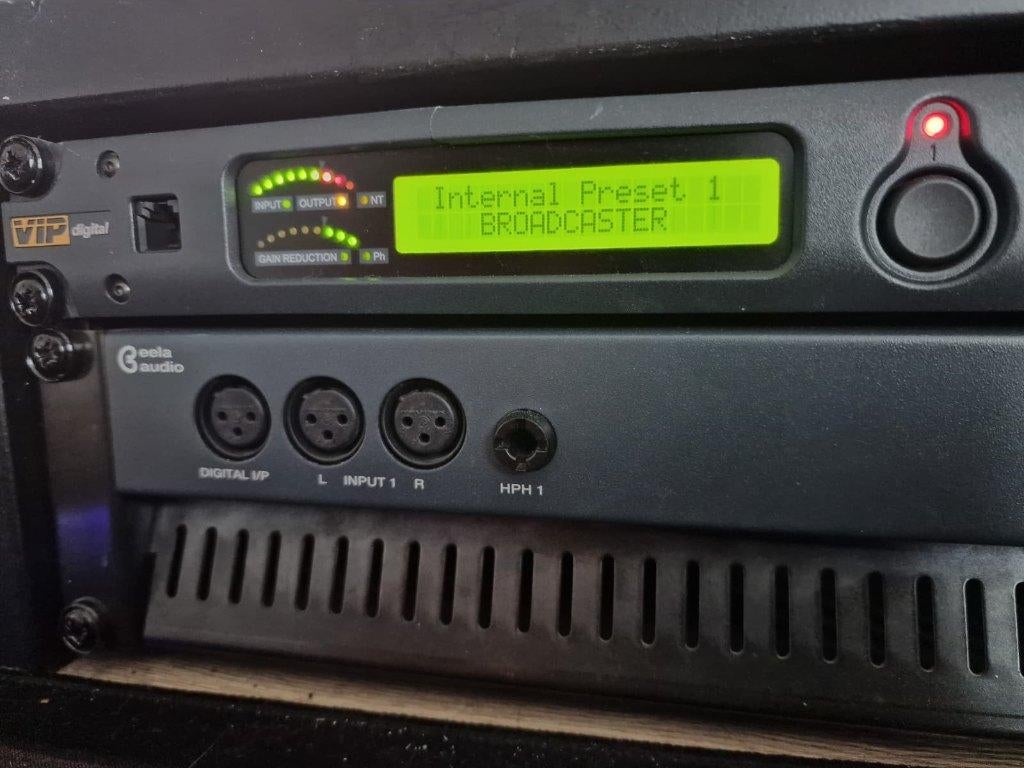 VIP digital
INPUT OUTPUT NT
GAIN REDUCTION Ph
Internal Preset 1
BROADCASTER
1
eela
audio
DIGITAL I/P
L INPUT 1 R
HPH 1